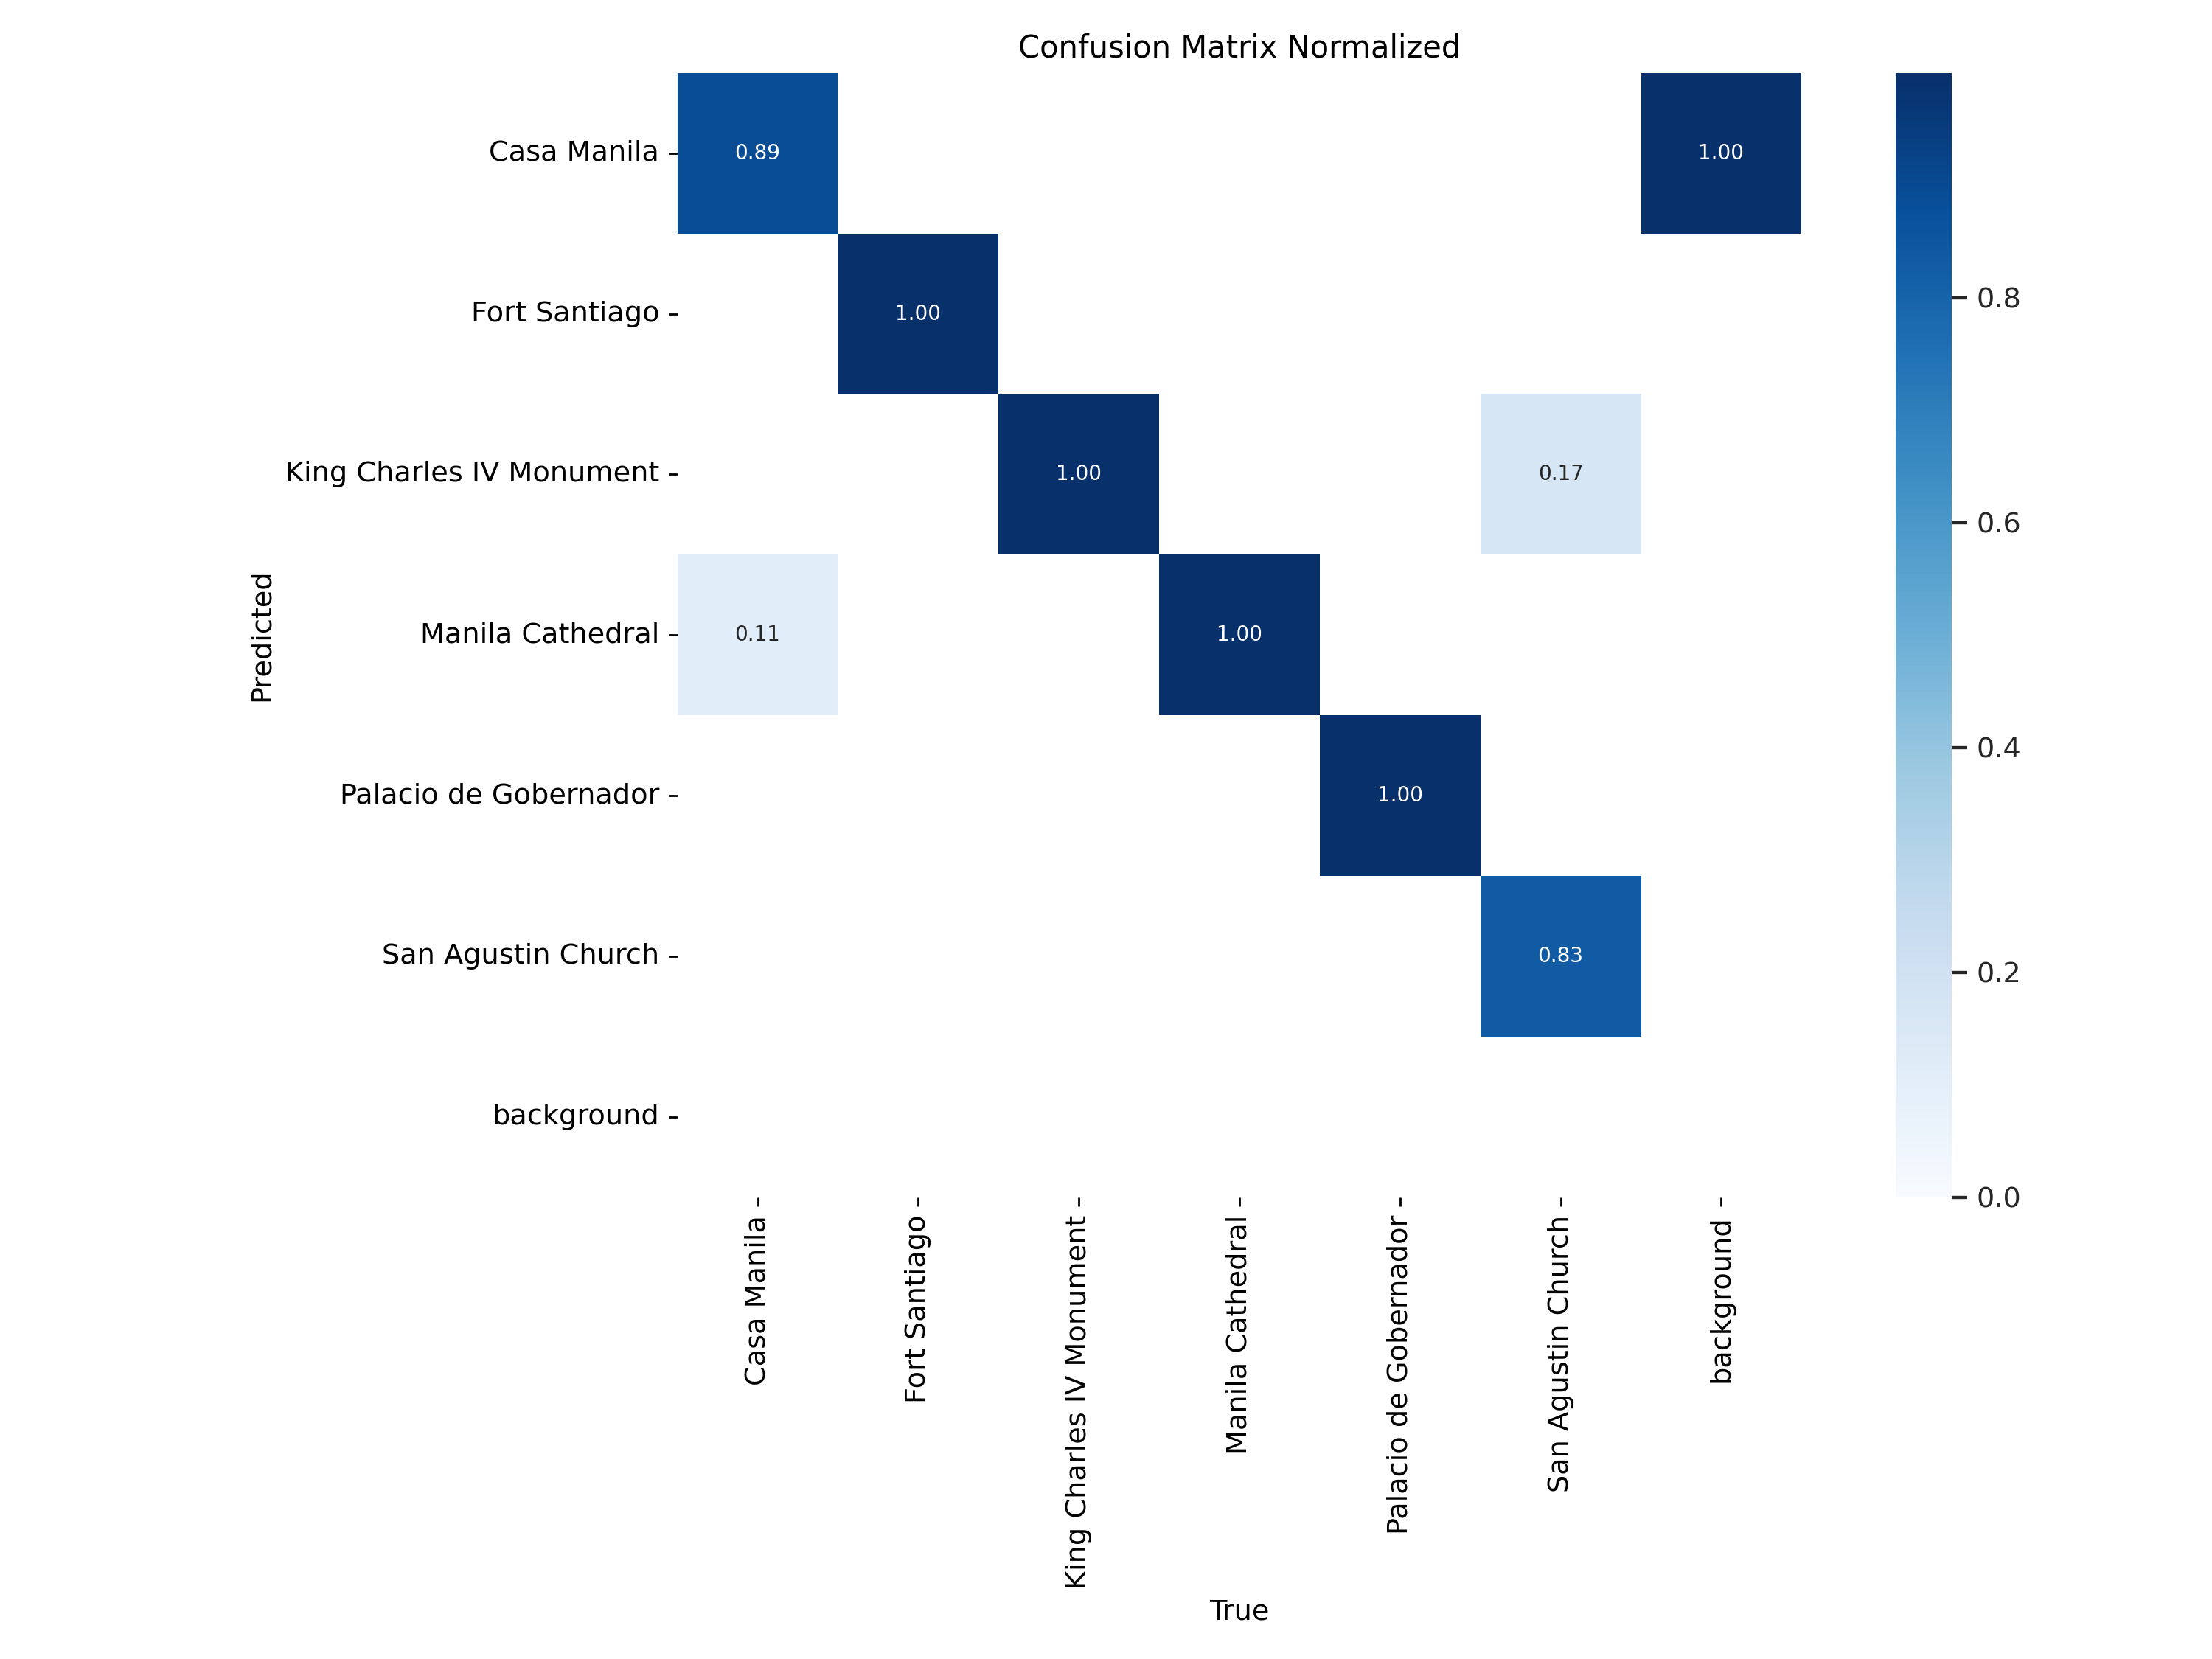 Confusion Matrix Normalized
Casa Manila
0.89
1.00
Fort Santiago
1.00
0.8
King Charles IV Monument
1.00
0.17
0.6
Predicted
Manila Cathedral
0.11
1.00
0.4
Palacio de Gobernador
1.00
San Agustin Church
0.83
0.2
background
0.0
Casa Manila
Fort Santiago
King Charles IV Monument
Manila Cathedral
Palacio de Gobernador
San Agustin Church
background
True